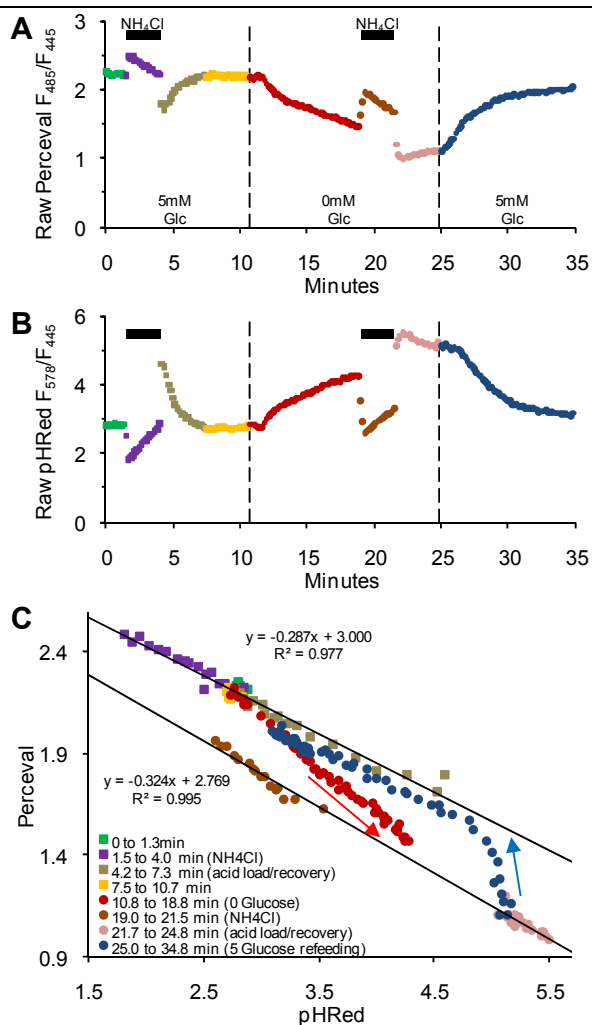 A
NH₄Cl NH₄Cl
3
2
1
0
Raw Perceval F₄₈₅/F₄₄₅
5mM 0mM 5mM
Glc Glc Glc
0 5 10 15 20 25 30 35
Minutes
B
6
4
2
0
Raw pHRed F₅₇₈/F₄₄₅
0 5 10 15 20 25 30 35
Minutes
C
y = -0.287x + 3.000
R² = 0.977
2.4
1.9
1.4
0.9
Perceval
y = -0.324x + 2.769
R² = 0.995
0 to 1.3min
1.5 to 4.0 min (NH4Cl)
4.2 to 7.3 min (acid load/recovery)
7.5 to 10.7 min
10.8 to 18.8 min (0 Glucose)
19.0 to 21.5 min (NH4Cl)
21.7 to 24.8 min (acid load/recovery)
25.0 to 34.8 min (5 Glucose refeeding)
1.5 2.5 3.5 4.5 5.5
pHRed